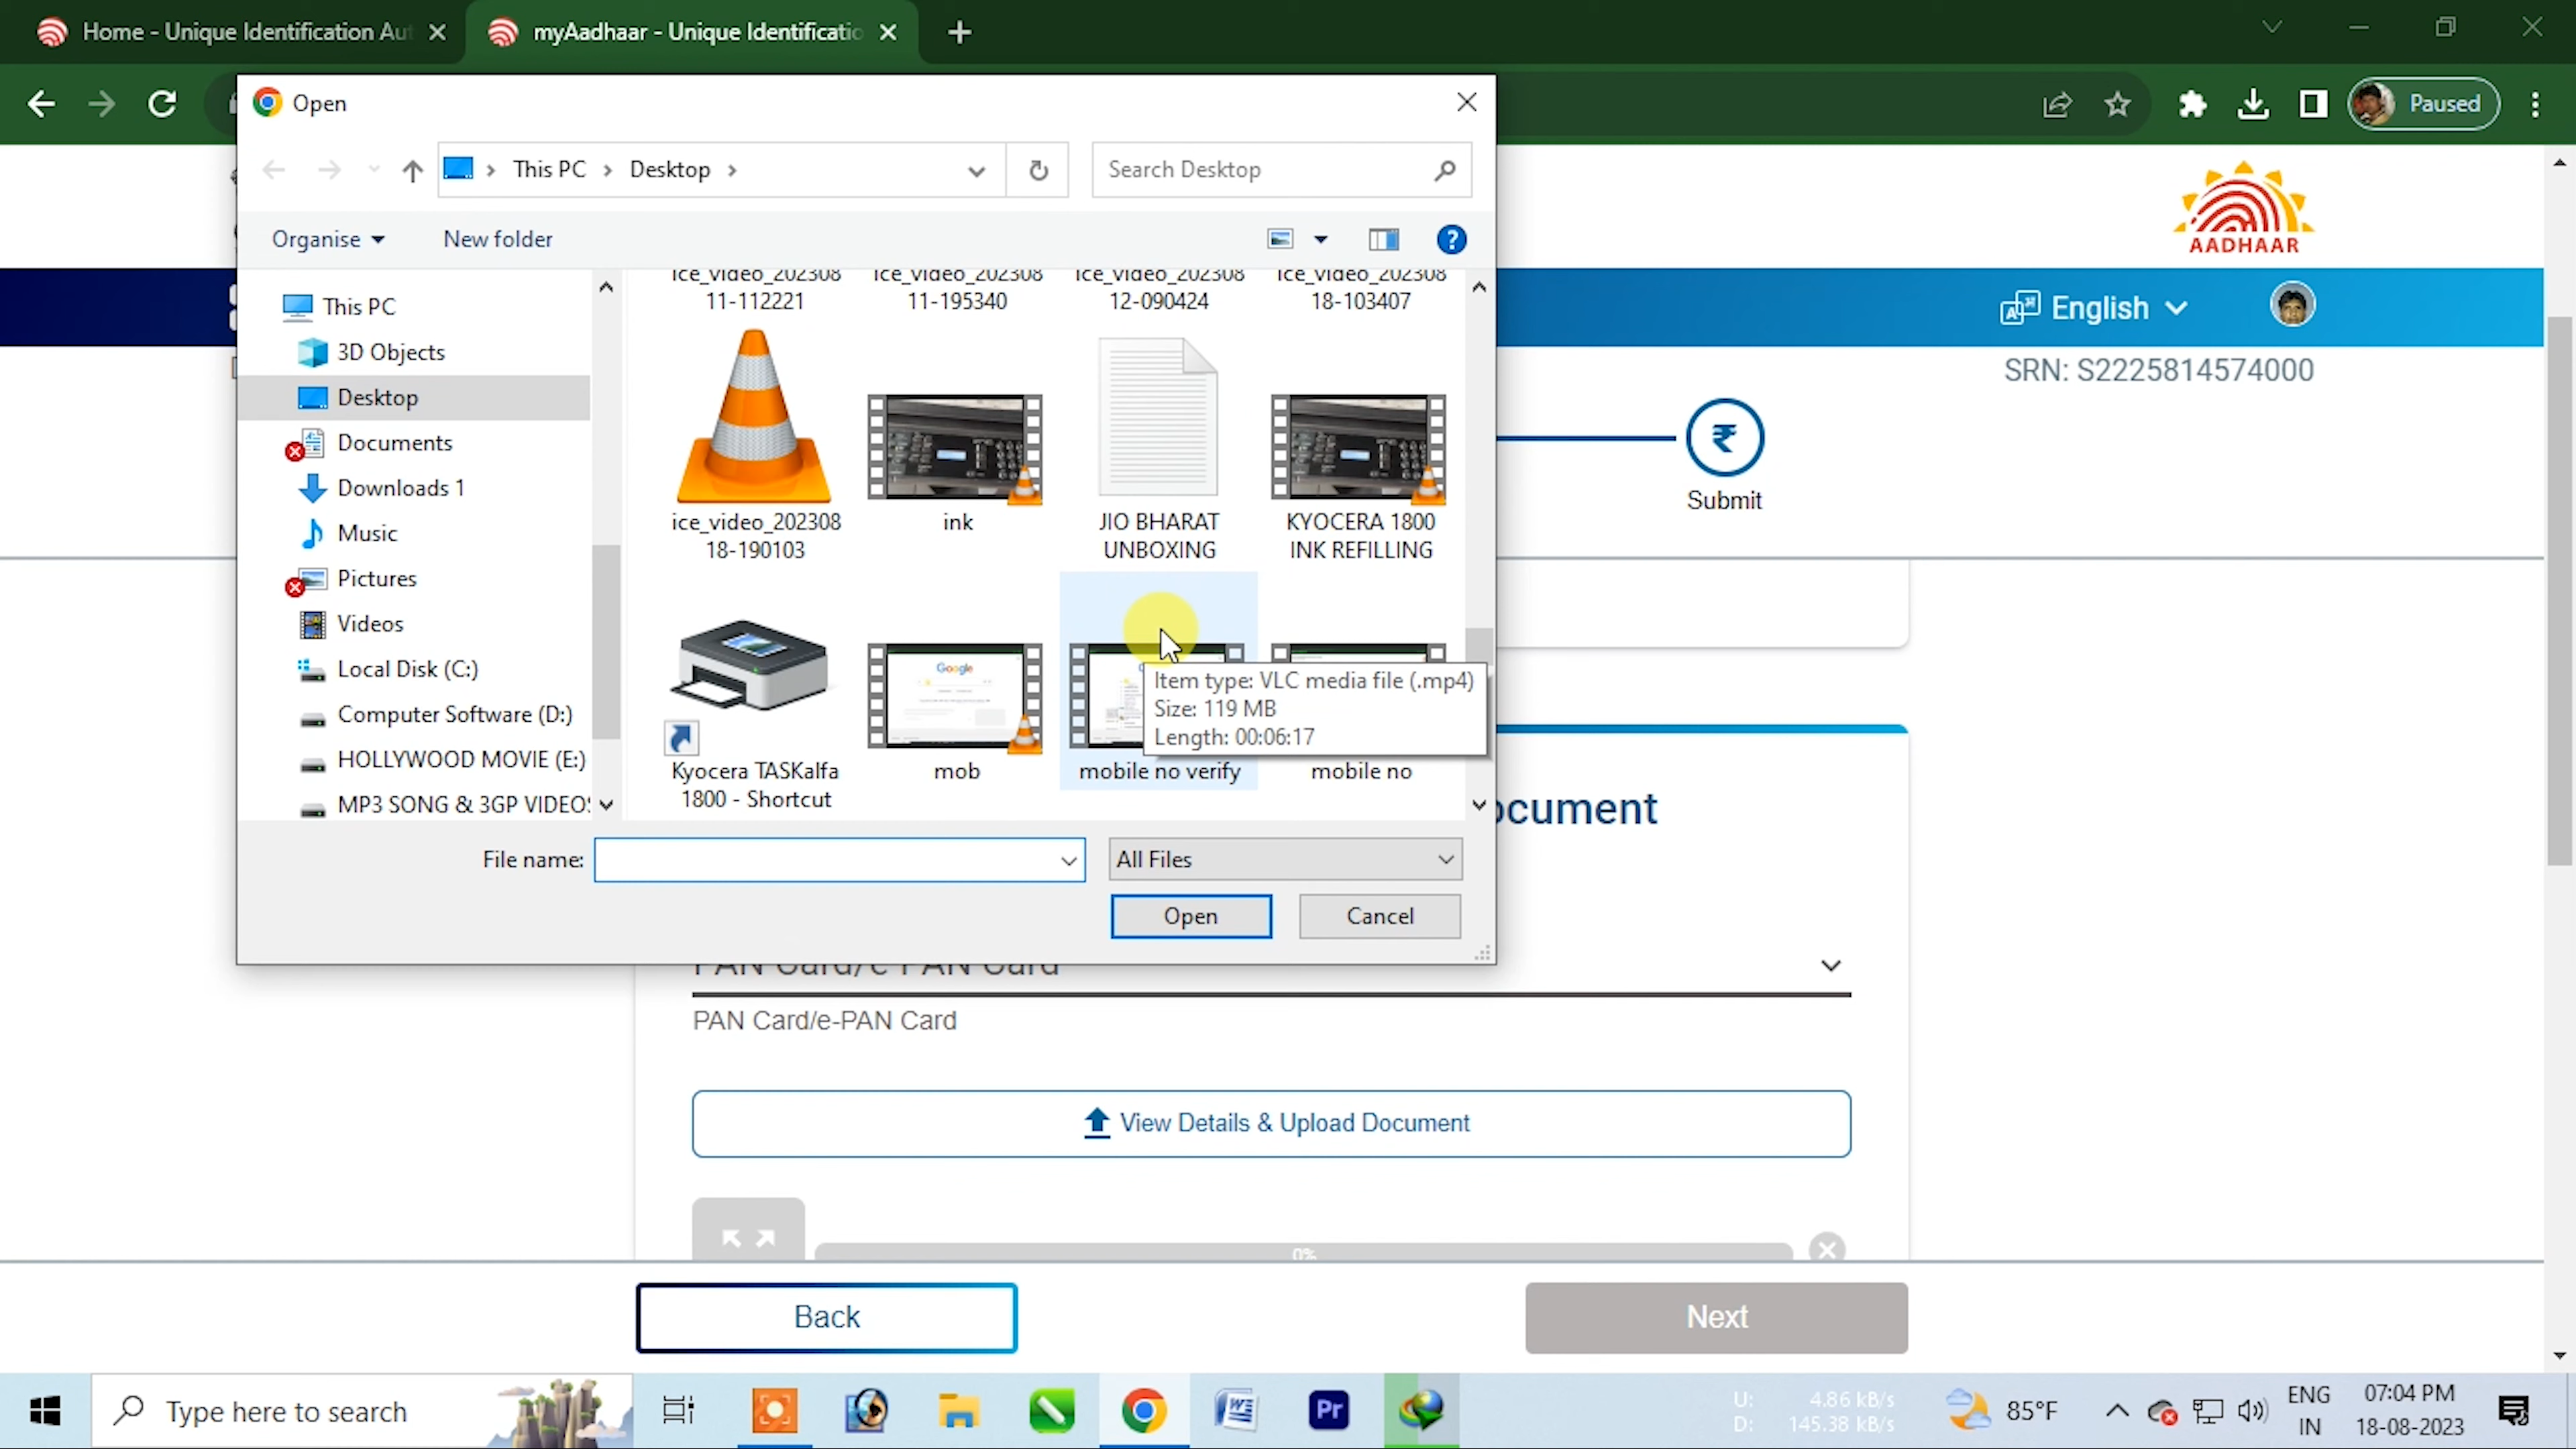 Home - Unique Identification Aut
myAadhaar - Unique Identificatio
Paused
Open
This PC > Desktop >
Search Desktop
Organise
New folder
This PC
3D Objects
Desktop
Documents
Downloads 1
Music
Pictures
Videos
Local Disk (C:)
Computer Software (D:)
HOLLYWOOD MOVIE (E:)
MP3 SONG & 3GP VIDEO
ice_video_202308 ice_video_202308 ice_video_202308 ice_video_202308
11-112221 11-195340 12-090424 18-103407
ice_video_202308
18-190103
ink
JIO BHARAT
UNBOXING
KYOCERA 1800
INK REFILLING
Google
Kyocera TASKalfa
1800 - Shortcut
mob
mobile no verify
mobile no
Item type: VLC media file (.mp4)
Size: 119 MB
Length: 00:06:17
File name:
All Files
Open
Cancel
AADHAAR
English
SRN: S2225814574000
₹
Submit
ocument
PAN Card/e-PAN Card
PAN Card/e-PAN Card
View Details & Upload Document
0%
Back
Next
Type here to search
Pr
U: 4.86 kB/s
D: 145.38 kB/s
85°F
ENG
IN
07:04 PM
18-08-2023